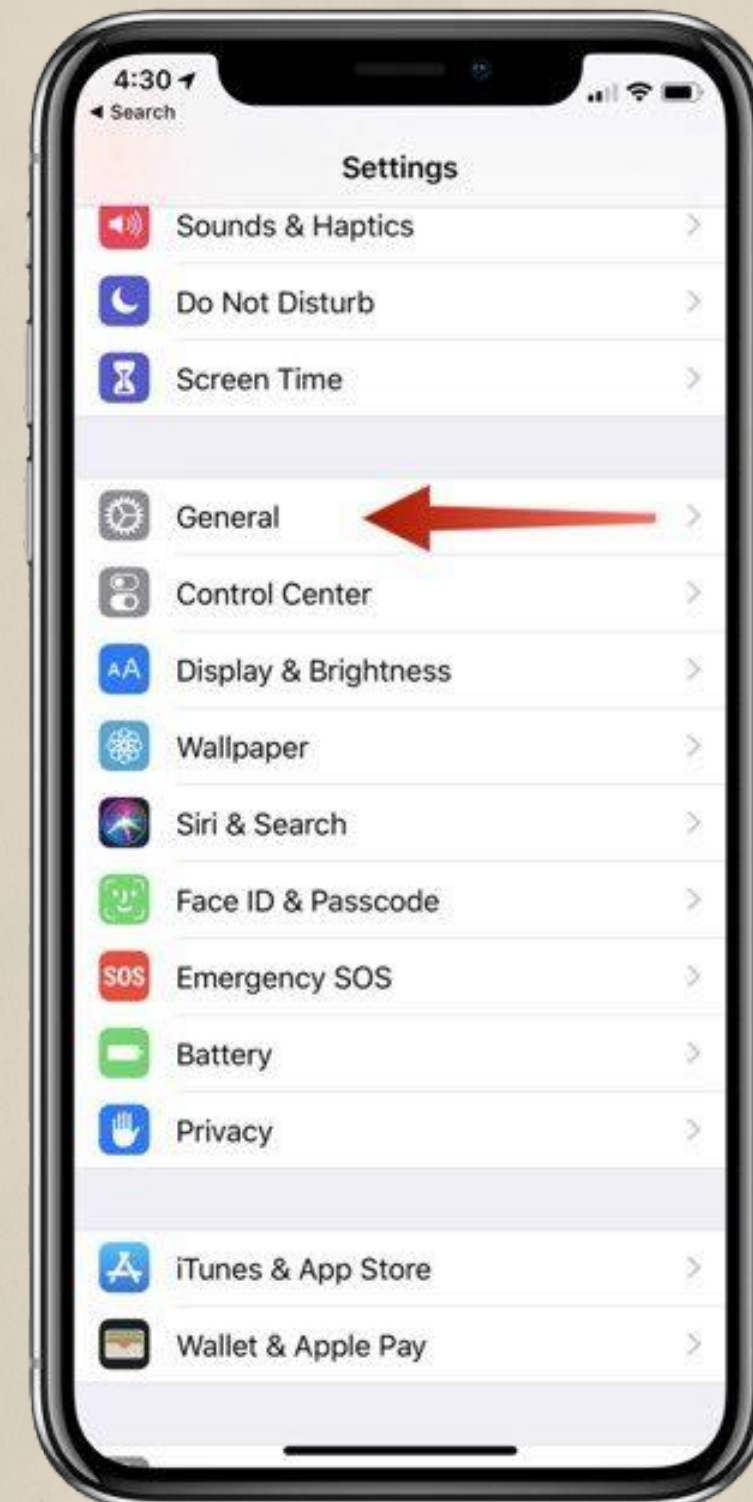 4:30
◀ Search
Settings
Sounds & Haptics
Do Not Disturb
Screen Time
General
Control Center
AA Display & Brightness
Wallpaper
Siri & Search
Face ID & Passcode
SOS Emergency SOS
Battery
Privacy
iTunes & App Store
Wallet & Apple Pay